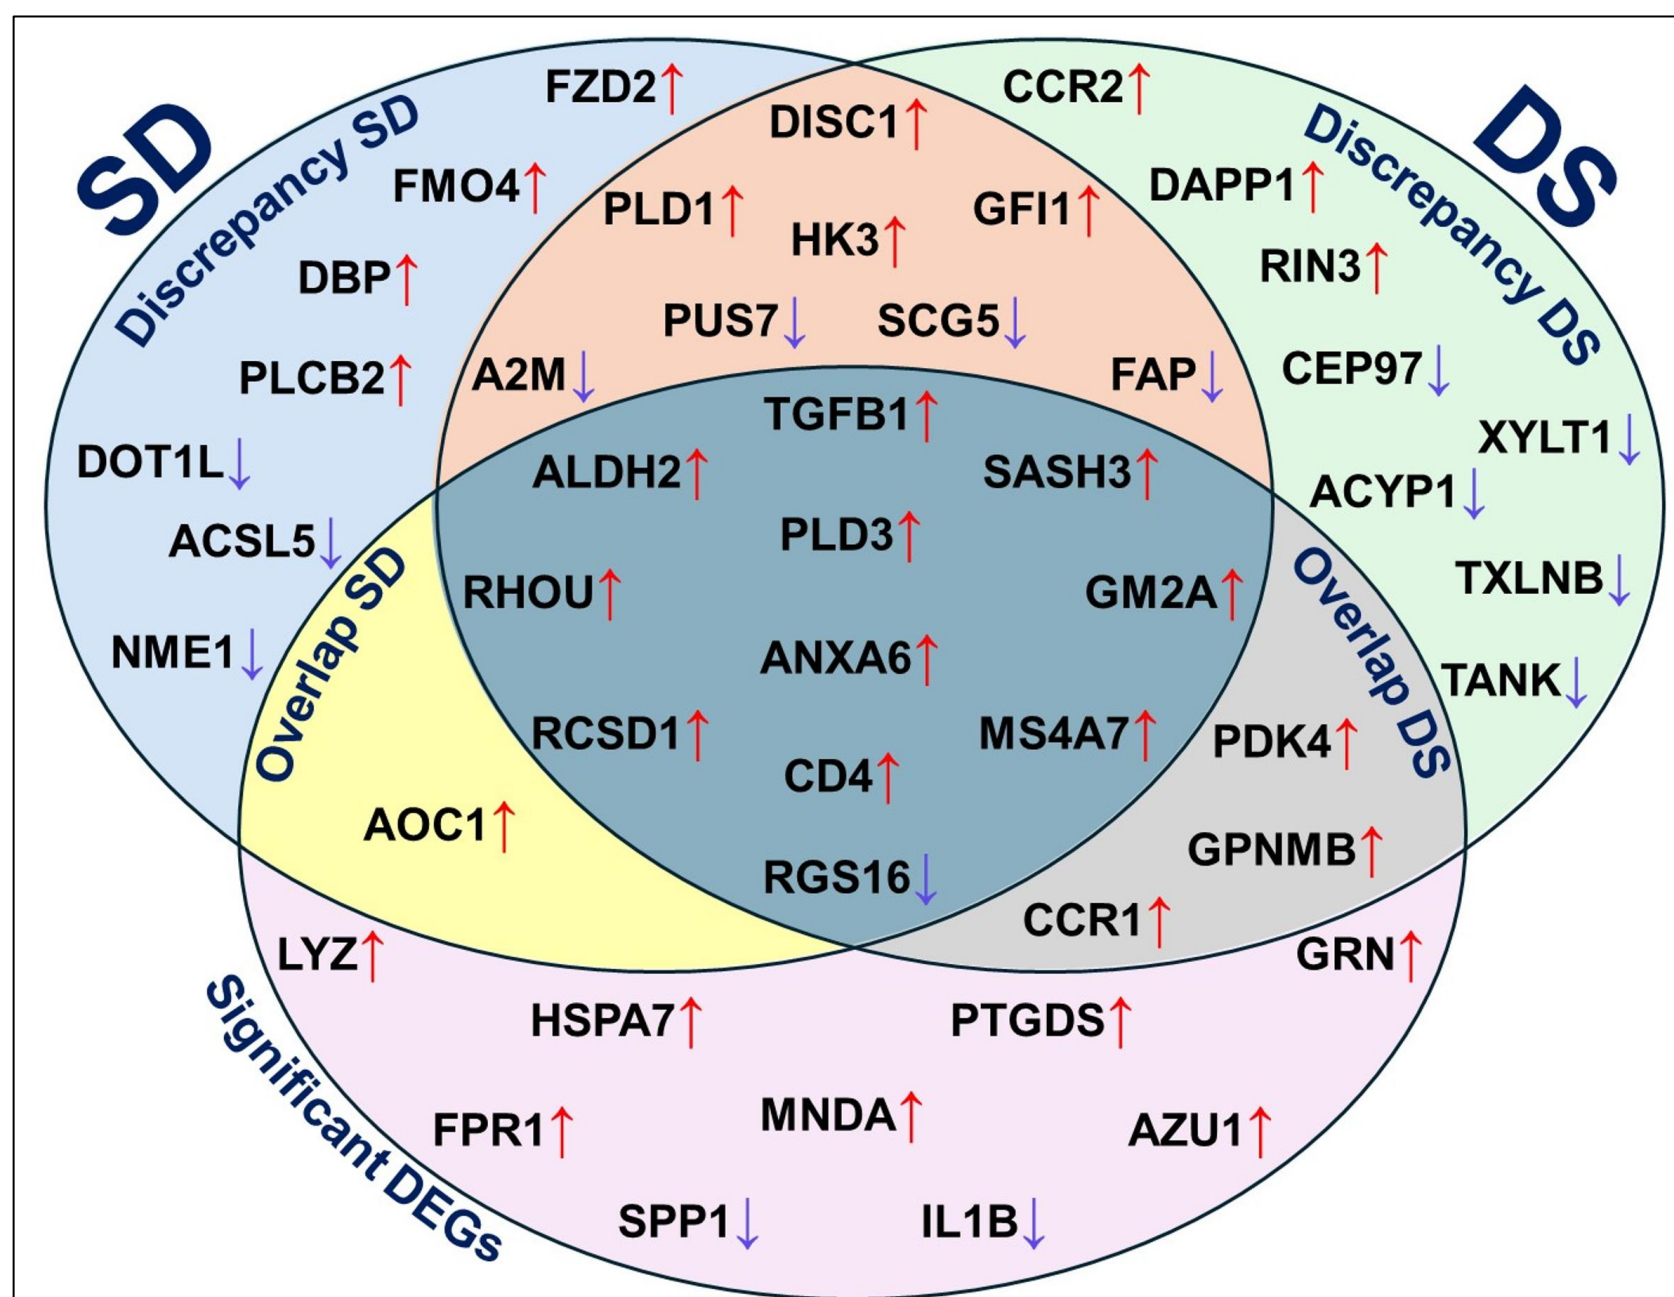 SD
DS
Discrepancy SD
Discrepancy DS
FZD2↑
FMO4↑
DBP↑
PLCB2↑
DOT1L↓
ACSL5↓
NME1↓
DISC1↑
PLD1↑
HK3↑
GFI1↑
PUS7↓
SCG5↓
A2M↓
FAP↓
CCR2↑
DAPP1↑
RIN3↑
CEP97↓
XYLT1↓
ACYP1↓
TXLNB↓
TANK↓
TGFB1↑
ALDH2↑
SASH3↑
PLD3↑
RHOU↑
GM2A↑
ANXA6↑
RCSD1↑
MS4A7↑
CD4↑
RGS16↓
Overlap SD
AOC1↑
Overlap DS
PDK4↑
GPNMB↑
CCR1↑
Significant DEGs
LYZ↑
GRN↑
HSPA7↑
PTGDS↑
FPR1↑
MNDA↑
AZU1↑
SPP1↓
IL1B↓